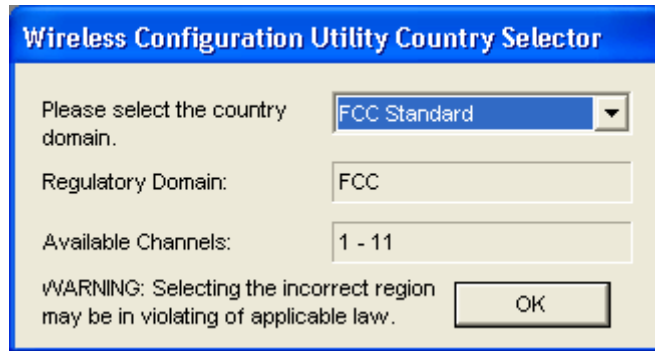 Wireless Configuration Utility Country Selector
Please select the country
domain.
FCC Standard
Regulatory Domain:
FCC
Available Channels:
1 - 11
WARNING: Selecting the incorrect region
may be in violating of applicable law.
OK